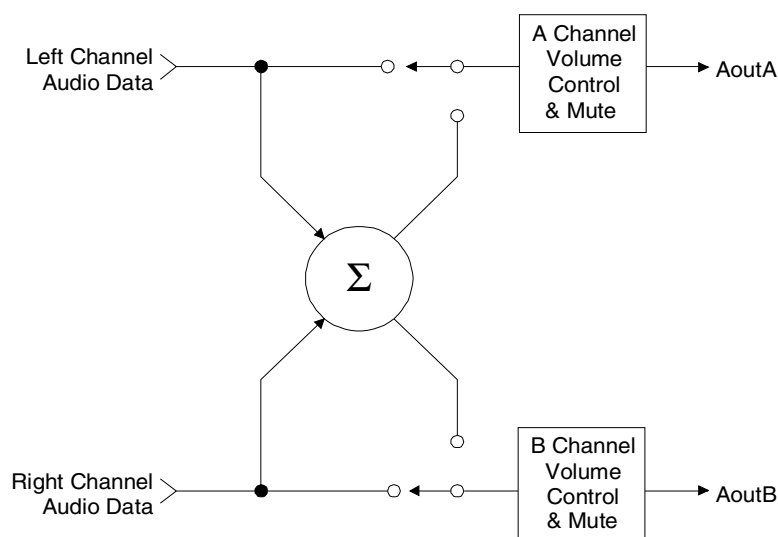 Left Channel
Audio Data
A Channel
Volume
Control
& Mute
AoutA
Σ
Right Channel
Audio Data
B Channel
Volume
Control
& Mute
AoutB